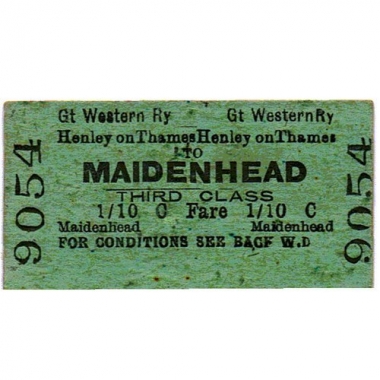 Gt Western Ry Gt Western Ry
Henley on Thames Henley on Thames
TO
MAIDENHEAD
THIRD CLASS
1/10 C Fare 1/10 C
Maidenhead Maidenhead
FOR CONDITIONS SEE BACK W.D
9054
9054